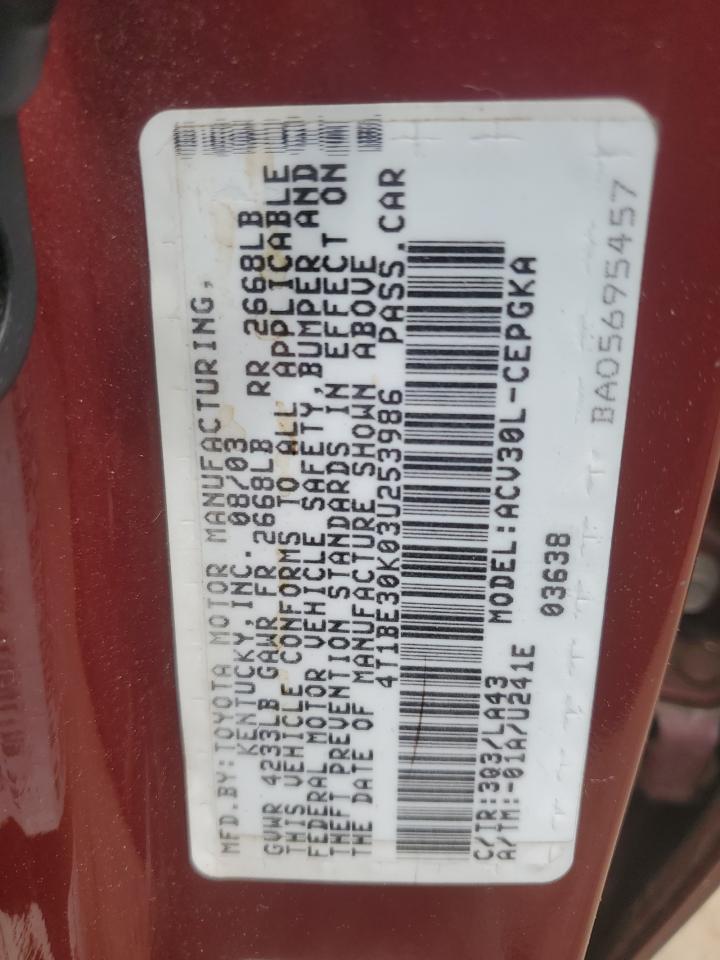 MFD.BY:TOYOTA MOTOR MANUFACTURING,
KENTUCKY,INC. 08/03
GVWR 4233LB GAWR FR 2668LB RR 2668LB
THIS VEHICLE CONFORMS TO ALL APPLICABLE
FEDERAL MOTOR VEHICLE SAFETY,BUMPER AND
THEFT PREVENTION STANDARDS IN EFFECT ON
THE DATE OF MANUFACTURE SHOWN ABOVE
4T1BE30K03U253986 PASS.CAR
C/TR:3Q3/LA43 MODEL:ACV30L-CEPGKA
A/TM:-01A/U241E 03638
BA05695457